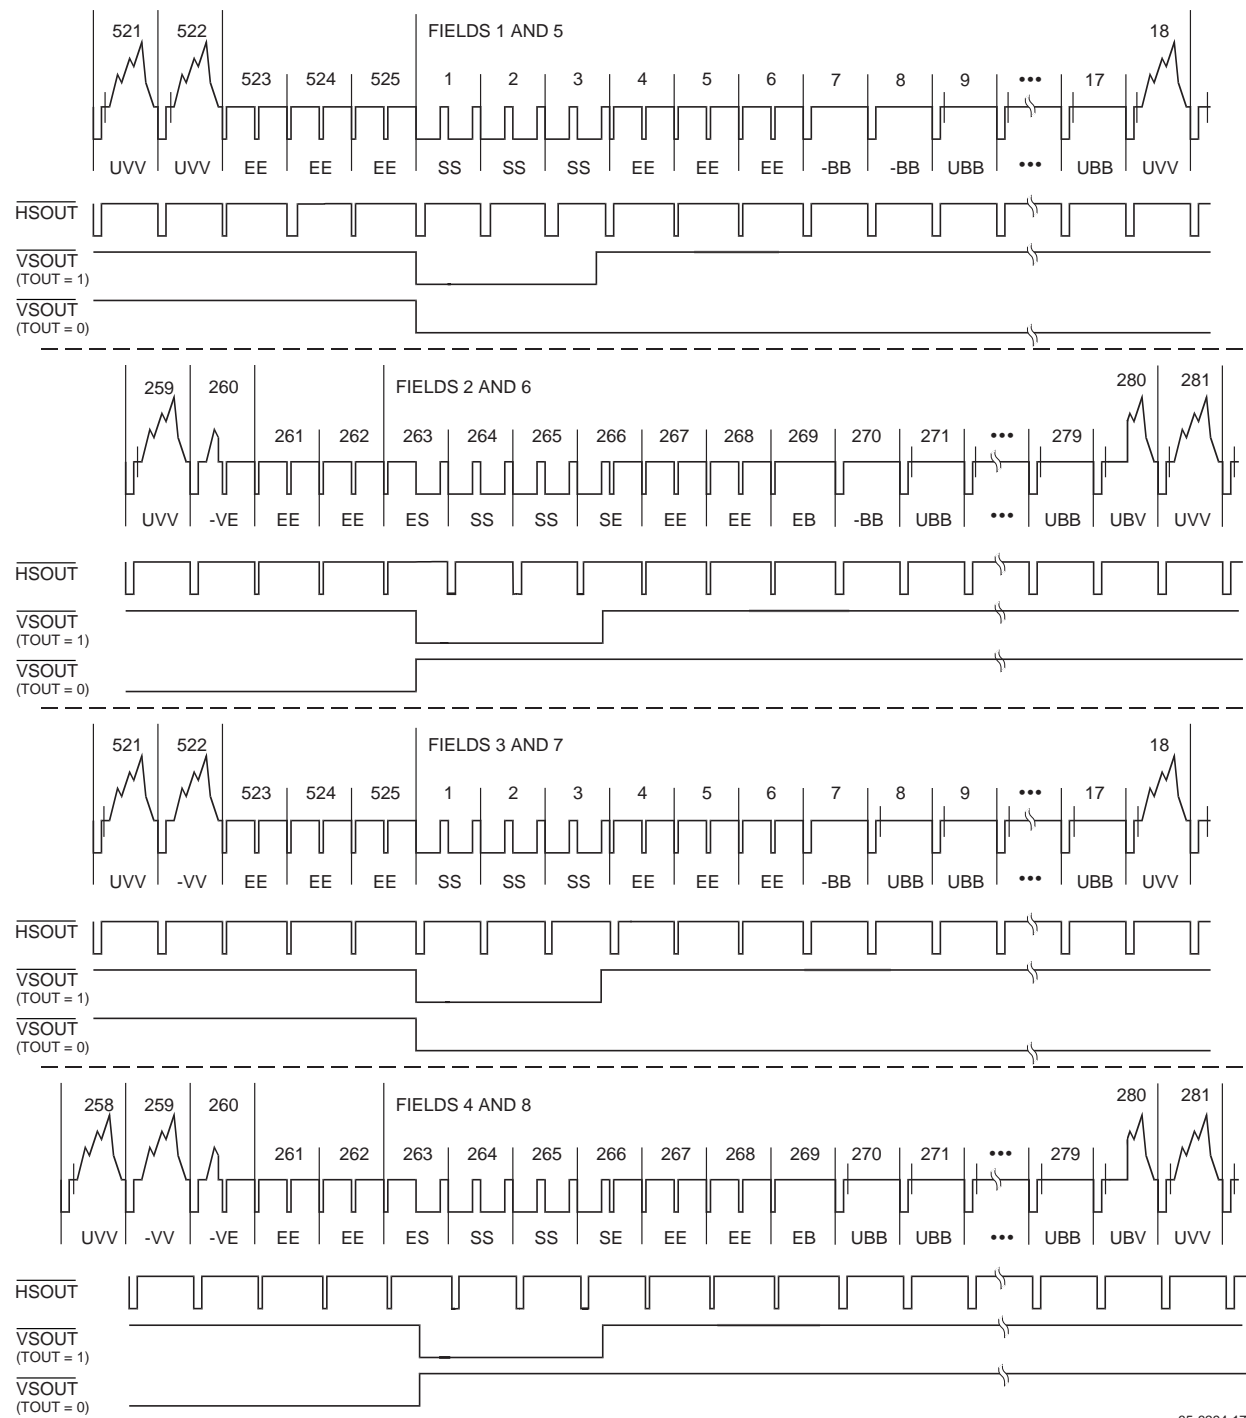 521 522 FIELDS 1 AND 5 18
523 524 525 1 2 3 4 5 6 7 8 9 ••• 17
UVV UVV EE EE EE SS SS SS EE EE EE -BB -BB UBB ••• UBB UVV
HSOUT
VSOUT
(TOUT = 1)
VSOUT
(TOUT = 0)
259 260 FIELDS 2 AND 6 280 281
261 262 263 264 265 266 267 268 269 270 271 ••• 279
UVV -VE EE EE ES SS SS SE EE EE EB -BB UBB ••• UBB UBV UVV
HSOUT
VSOUT
(TOUT = 1)
VSOUT
(TOUT = 0)
521 522 FIELDS 3 AND 7 18
523 524 525 1 2 3 4 5 6 7 8 9 ••• 17
UVV -VV EE EE EE SS SS SS EE EE EE -BB UBB UBB ••• UBB UVV
HSOUT
VSOUT
(TOUT = 1)
VSOUT
(TOUT = 0)
258 259 260 FIELDS 4 AND 8 280 281
261 262 263 264 265 266 267 268 269 270 271 ••• 279
UVV -VV -VE EE EE ES SS SS SE EE EE EB UBB UBB ••• UBB UBV UVV
HSOUT
VSOUT
(TOUT = 1)
VSOUT
(TOUT = 0)